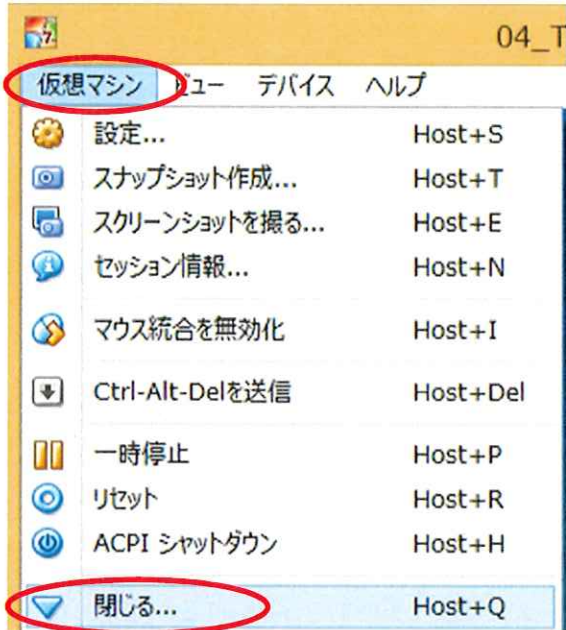 04_T
仮想マシン ビュー デバイス ヘルプ
設定... Host+S
スナップショット作成... Host+T
スクリーンショットを撮る... Host+E
セッション情報... Host+N
マウス統合を無効化 Host+I
Ctrl-Alt-Delを送信 Host+Del
一時停止 Host+P
リセット Host+R
ACPI シャットダウン Host+H
閉じる... Host+Q